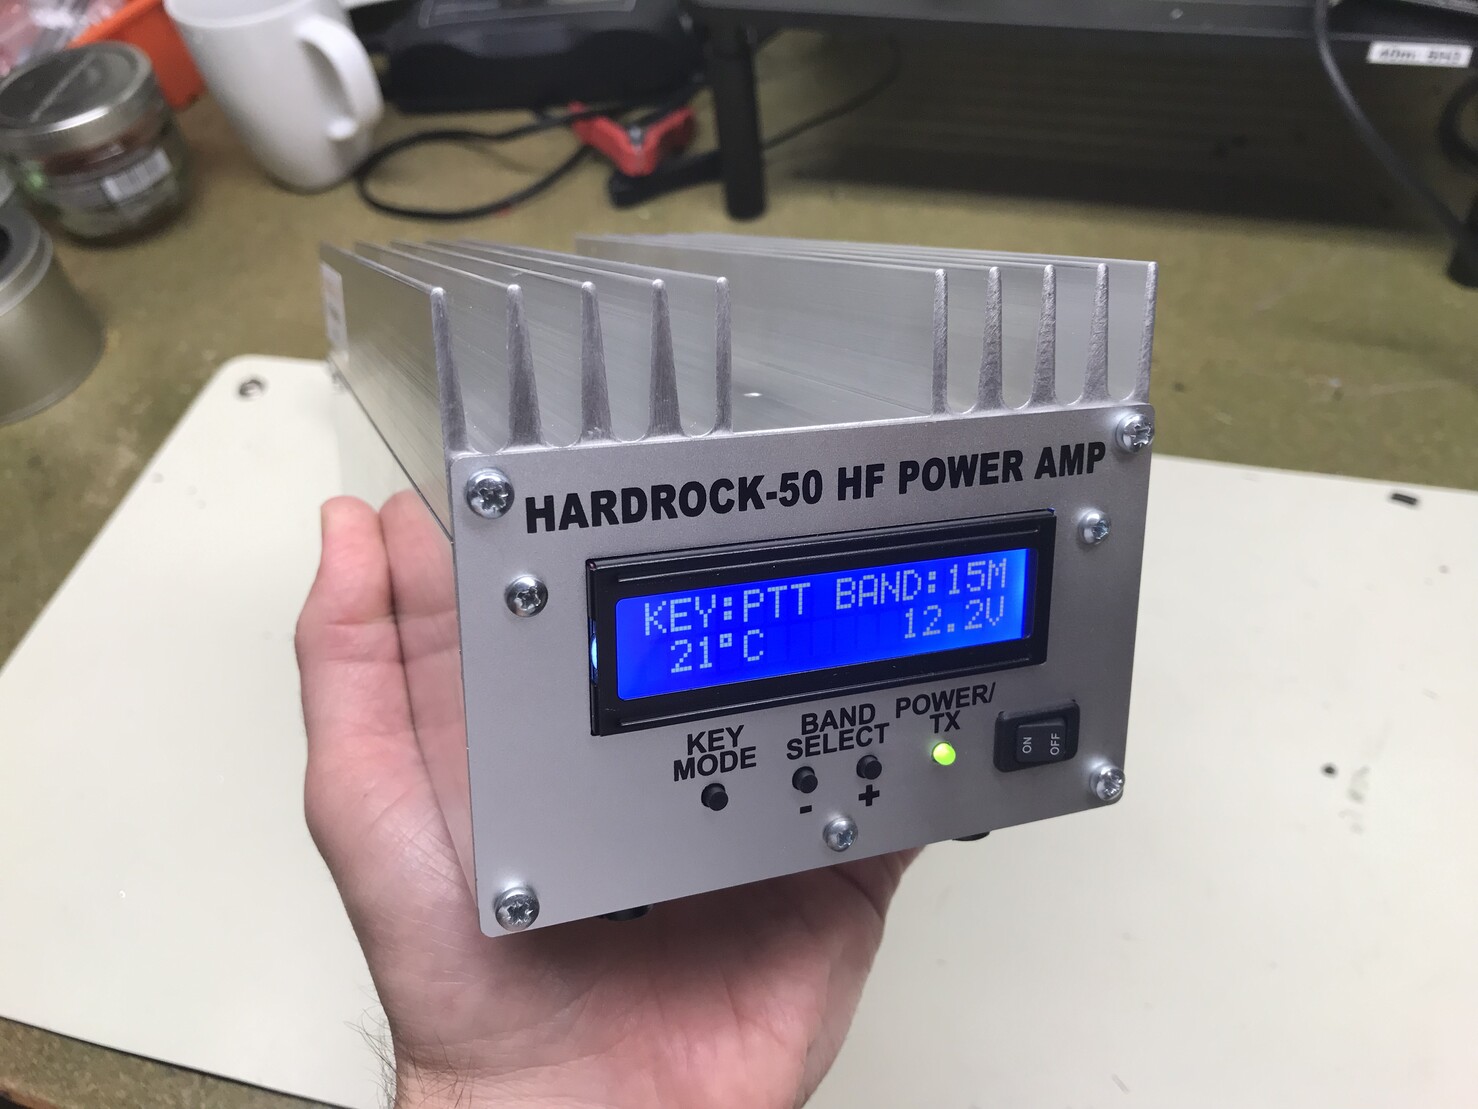 HARDROCK-50 HF POWER AMP
KEY:PTT BAND:15M
21°C 12.2V
KEY
MODE
BAND
SELECT
- +
POWER/
TX
ON OFF